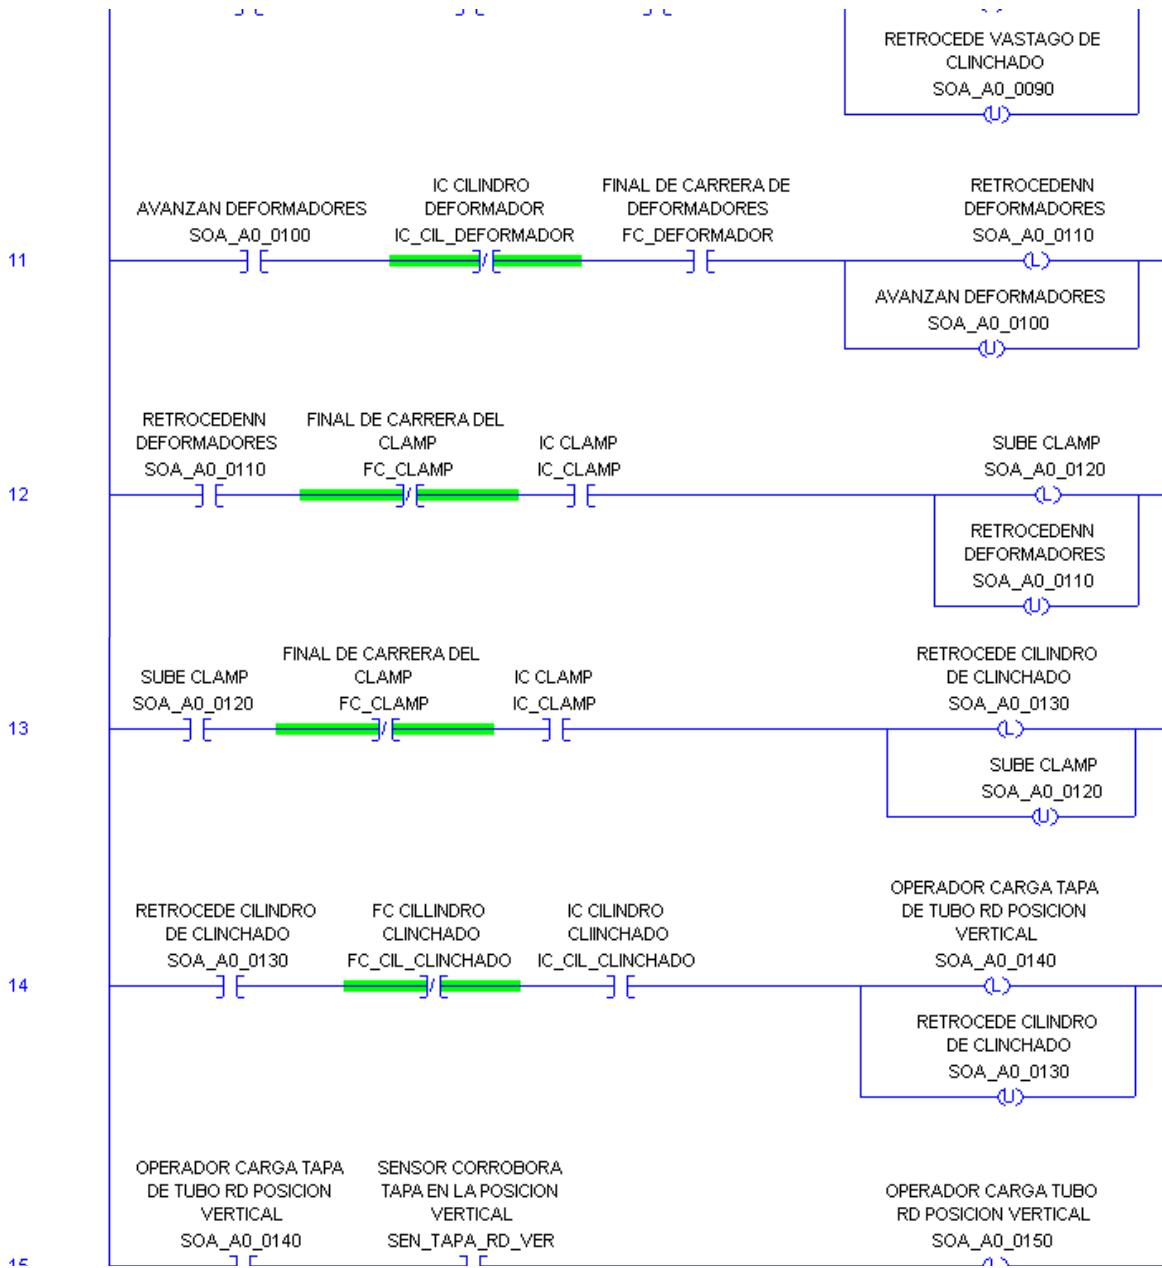 RETROCEDE VASTAGO DE
CLINCHADO
SOA_A0_0090
U
11
AVANZAN DEFORMADORES
SOA_A0_0100
IC CILINDRO
DEFORMADOR
IC_CIL_DEFORMADOR
FINAL DE CARRERA DE
DEFORMADORES
FC_DEFORMADOR
RETROCEDENN
DEFORMADORES
SOA_A0_0110
L
AVANZAN DEFORMADORES
SOA_A0_0100
U
12
RETROCEDENN
DEFORMADORES
SOA_A0_0110
FINAL DE CARRERA DEL
CLAMP
FC_CLAMP
IC CLAMP
IC_CLAMP
SUBE CLAMP
SOA_A0_0120
L
RETROCEDENN
DEFORMADORES
SOA_A0_0110
U
13
SUBE CLAMP
SOA_A0_0120
FINAL DE CARRERA DEL
CLAMP
FC_CLAMP
IC CLAMP
IC_CLAMP
RETROCEDE CILINDRO
DE CLINCHADO
SOA_A0_0130
L
SUBE CLAMP
SOA_A0_0120
U
14
RETROCEDE CILINDRO
DE CLINCHADO
SOA_A0_0130
FC CILLINDRO
CLINCHADO
FC_CIL_CLINCHADO
IC CILINDRO
CLIINCHADO
IC_CIL_CLINCHADO
OPERADOR CARGA TAPA
DE TUBO RD POSICION
VERTICAL
SOA_A0_0140
L
RETROCEDE CILINDRO
DE CLINCHADO
SOA_A0_0130
U
15
OPERADOR CARGA TAPA
DE TUBO RD POSICION
VERTICAL
SOA_A0_0140
SENSOR CORROBORA
TAPA EN LA POSICION
VERTICAL
SEN_TAPA_RD_VER
OPERADOR CARGA TUBO
RD POSICION VERTICAL
SOA_A0_0150
L